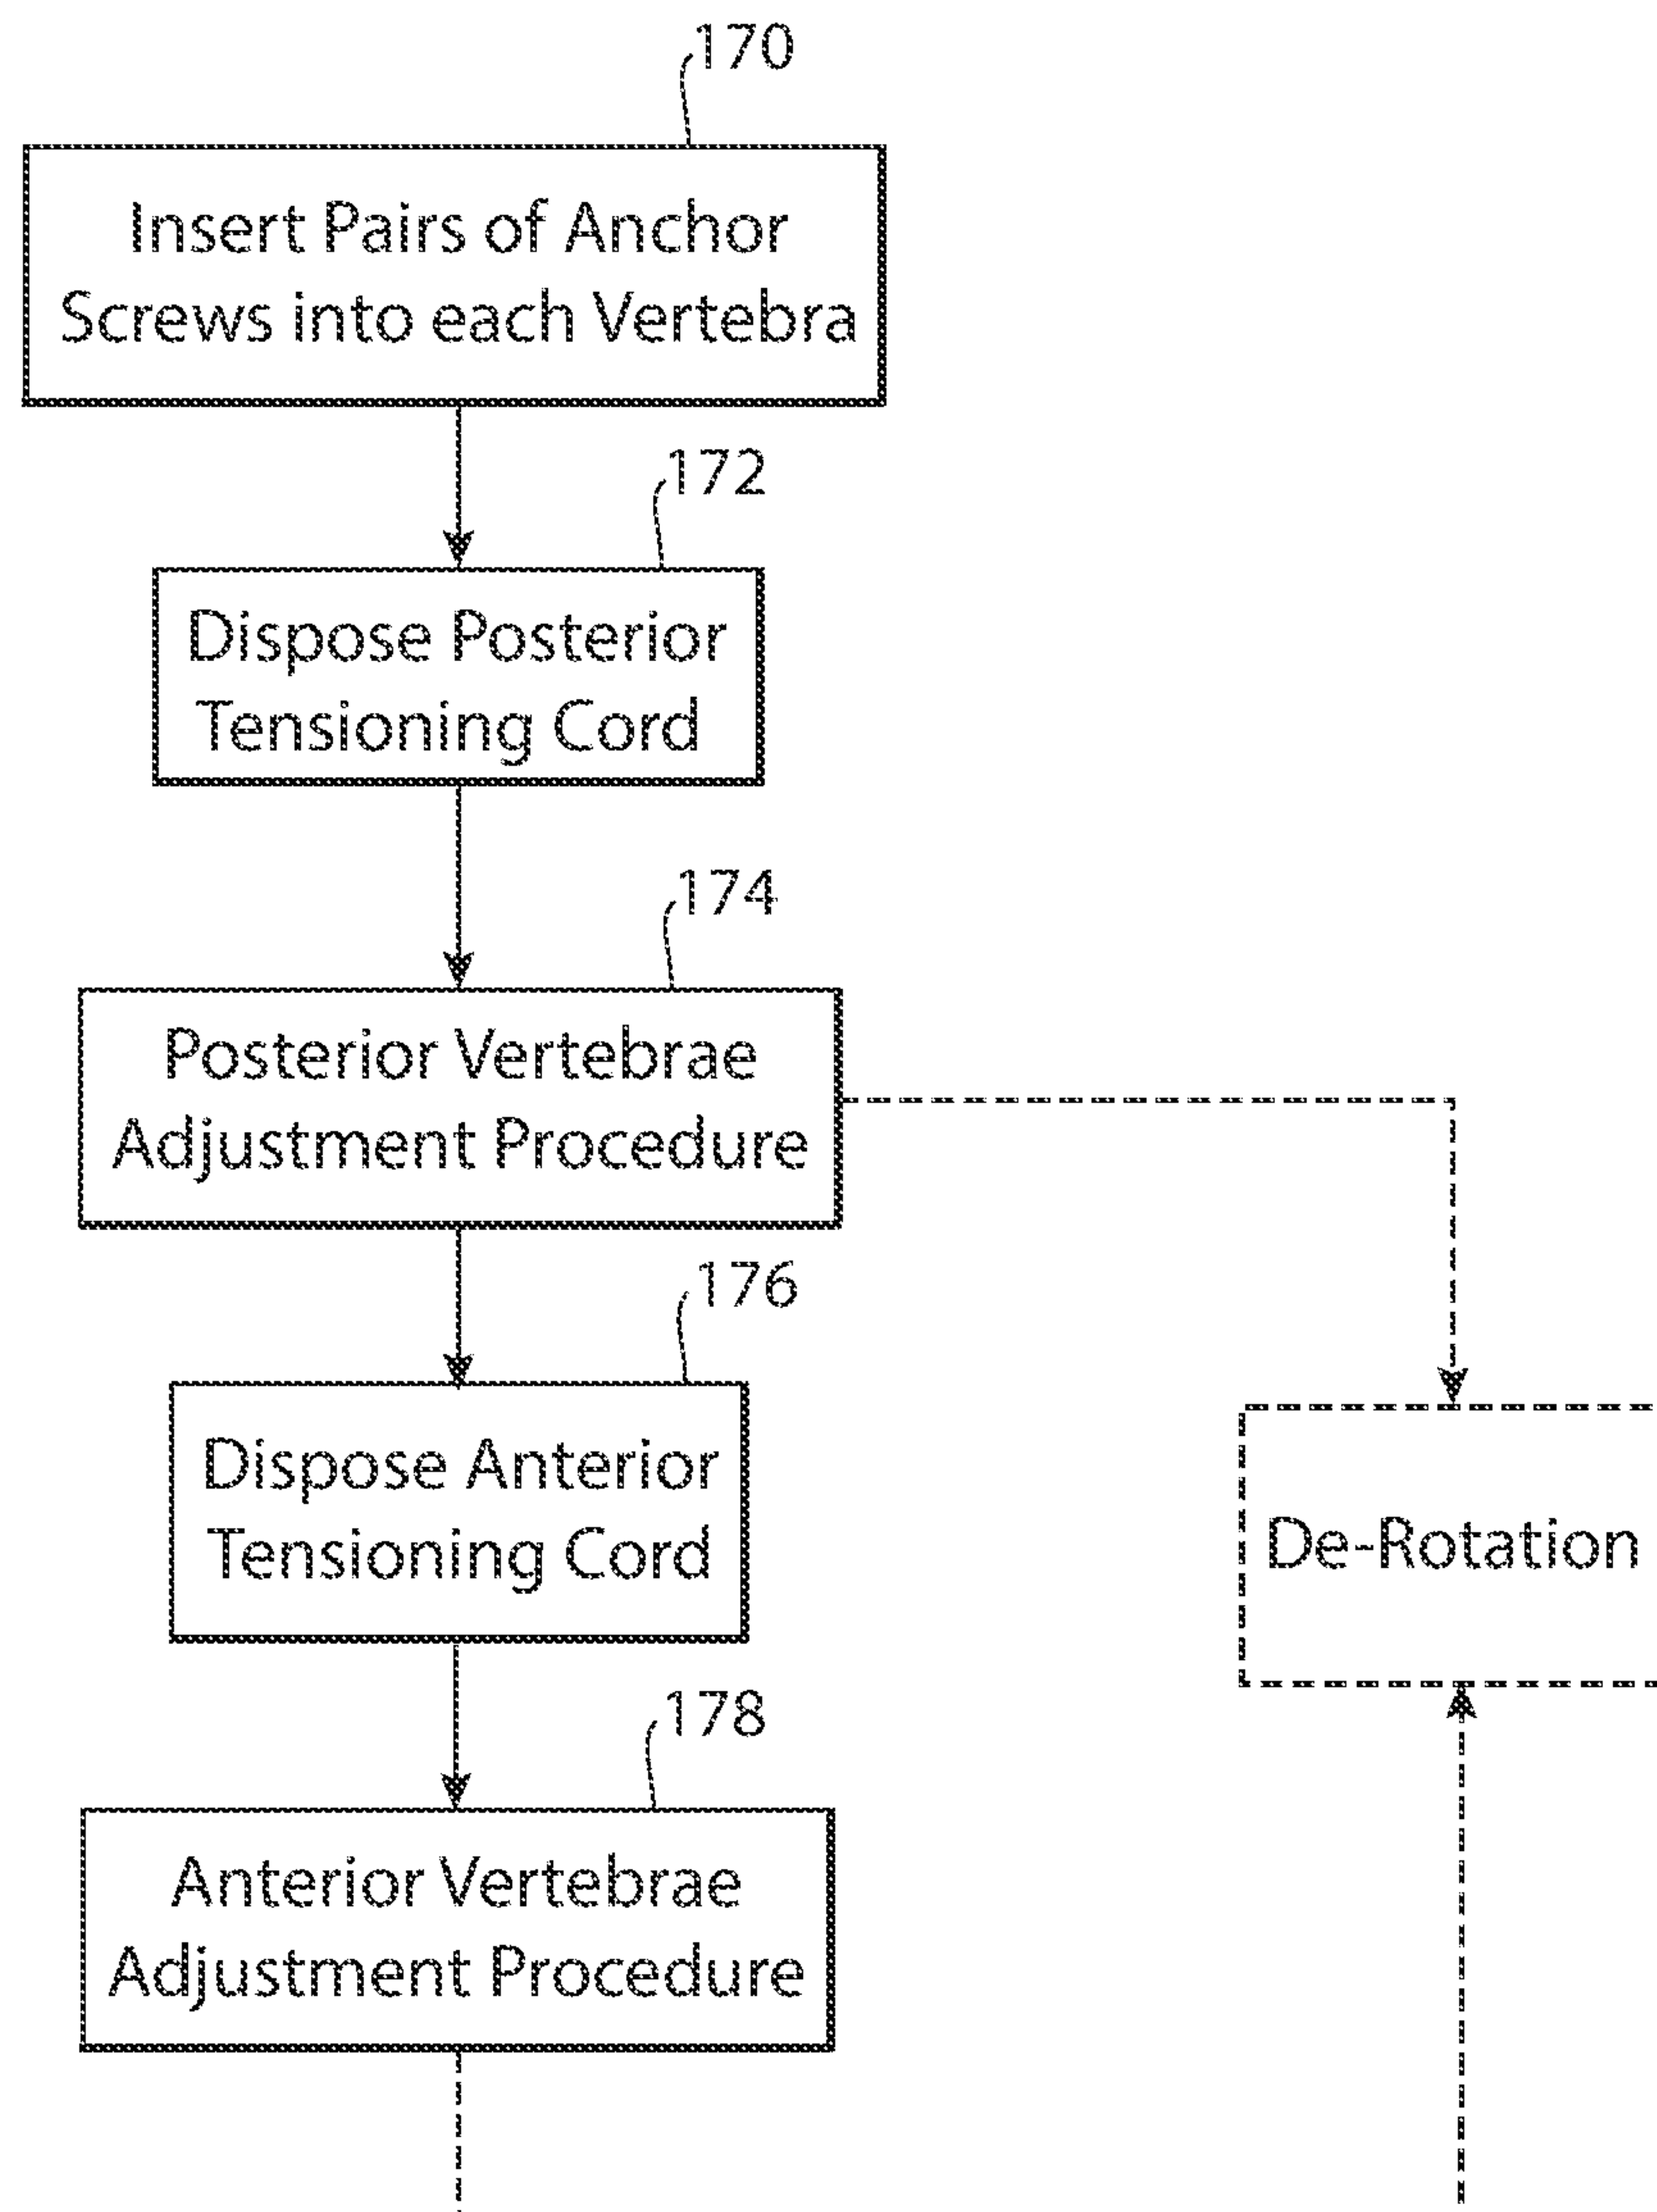 170
Insert Pairs of Anchor
Screws into each Vertebra
172
Dispose Posterior
Tensioning Cord
174
Posterior Vertebrae
Adjustment Procedure
176
Dispose Anterior
Tensioning Cord
De-Rotation
178
Anterior Vertebrae
Adjustment Procedure